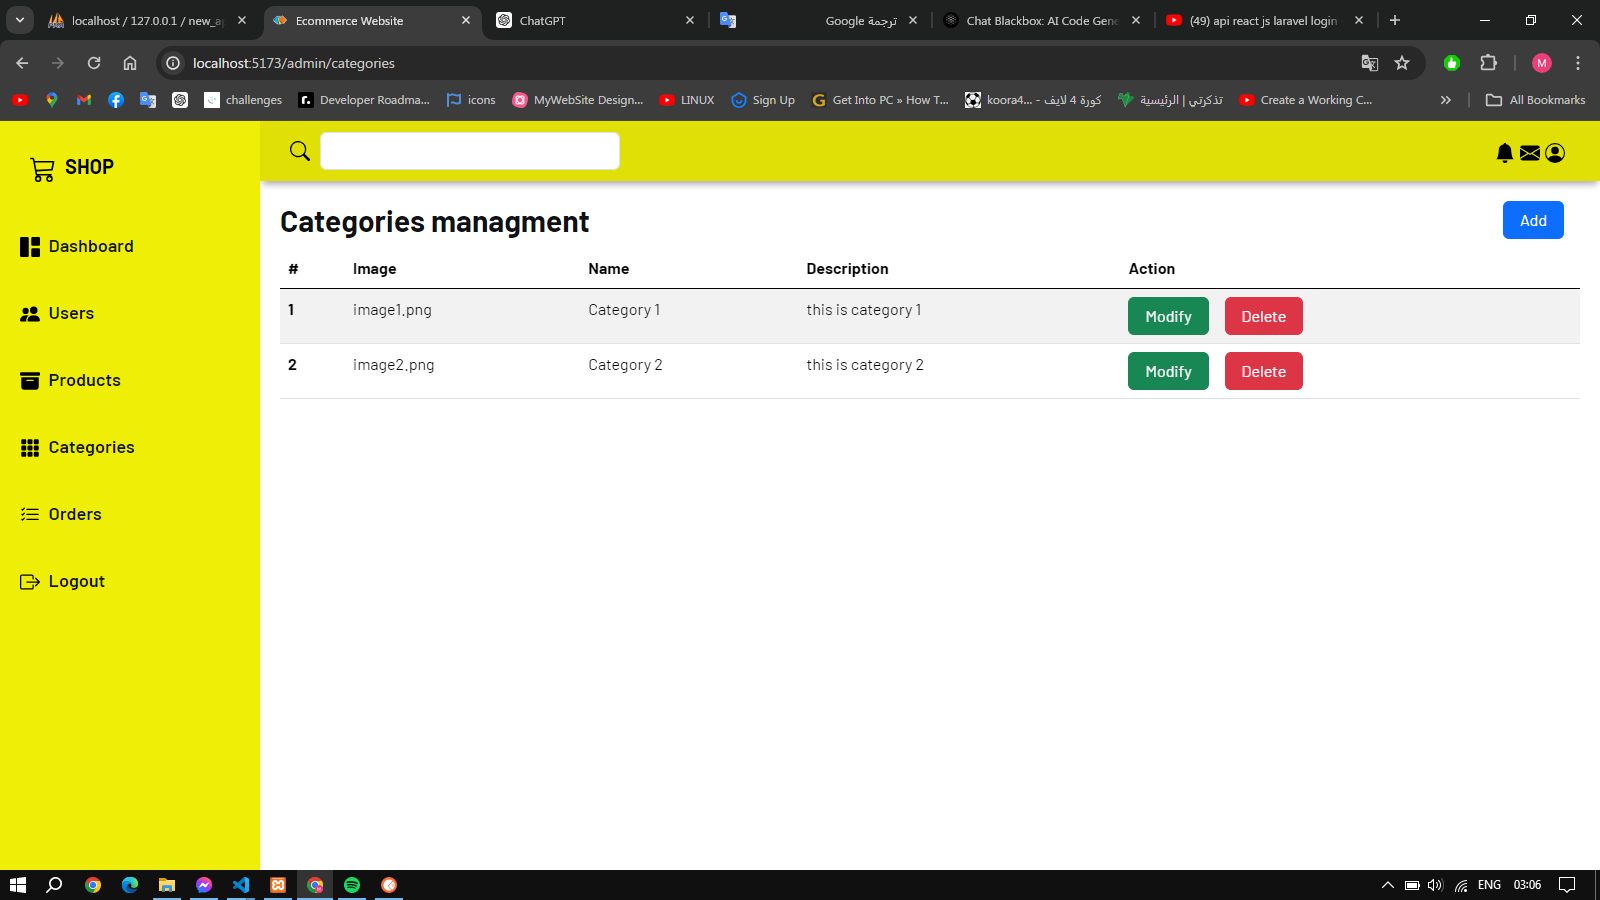 localhost / 127.0.0.1 / new_a
Ecommerce Website
ChatGPT
ترجمة Google
Chat Blackbox: AI Code Gene
(49) api react js laravel login
localhost:5173/admin/categories
M
challenges
Developer Roadma...
icons
MyWebSite Design...
LINUX
Sign Up
Get Into PC » How T...
كورة 4 لايف - koora4...
تذكرتي | الرئيسية
Create a Working C...
»
All Bookmarks
SHOP
Dashboard
Users
Products
Categories
Orders
Logout
Categories managment
Add
# Image Name Description Action
1 image1.png Category 1 this is category 1 Modify Delete
2 image2.png Category 2 this is category 2 Modify Delete
ENG 03:06